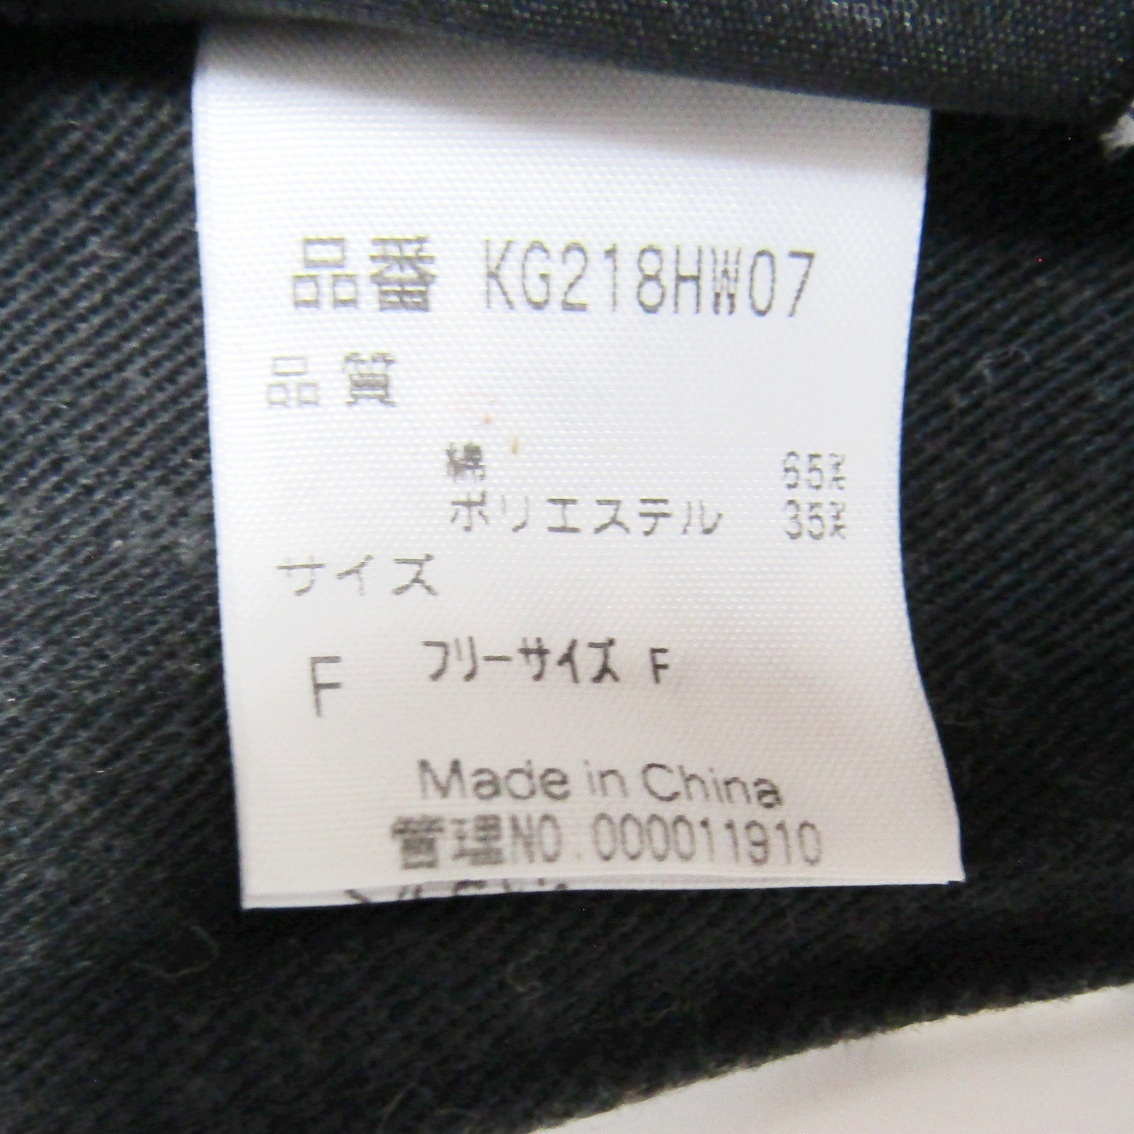 品番 KG218HW07
品質
綿 65%
ポリエステル 35%
サイズ
F フリーサイズ F
Made in China
管理NO.000011910